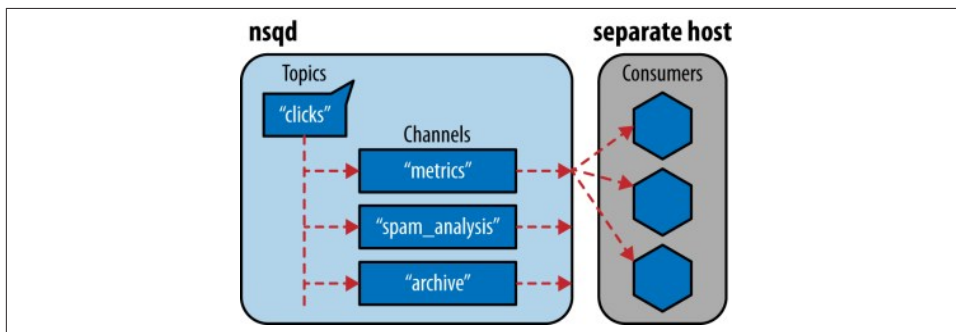 nsqd
separate host
Topics
Consumers
“clicks”
Channels
“metrics”
“spam_analysis”
“archive”